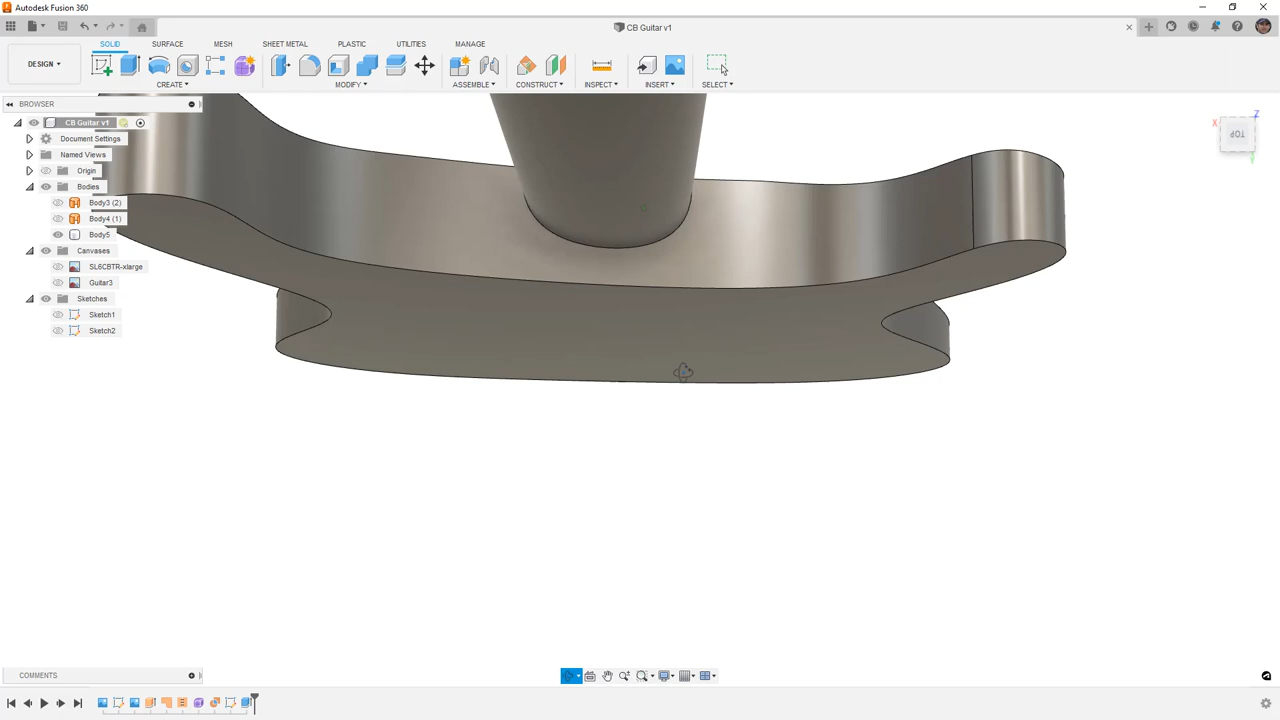 Autodesk Fusion 360
CB Guitar v1
DESIGN
SOLID SURFACE MESH SHEET METAL PLASTIC UTILITIES MANAGE
CREATE MODIFY ASSEMBLE CONSTRUCT INSPECT INSERT SELECT
BROWSER
CB Guitar v1
Document Settings
Named Views
Origin
Bodies
Body3 (2)
Body4 (1)
Body5
Canvases
SL6CBTR-xlarge
Guitar3
Sketches
Sketch1
Sketch2
Z
X
TOP
Y
COMMENTS